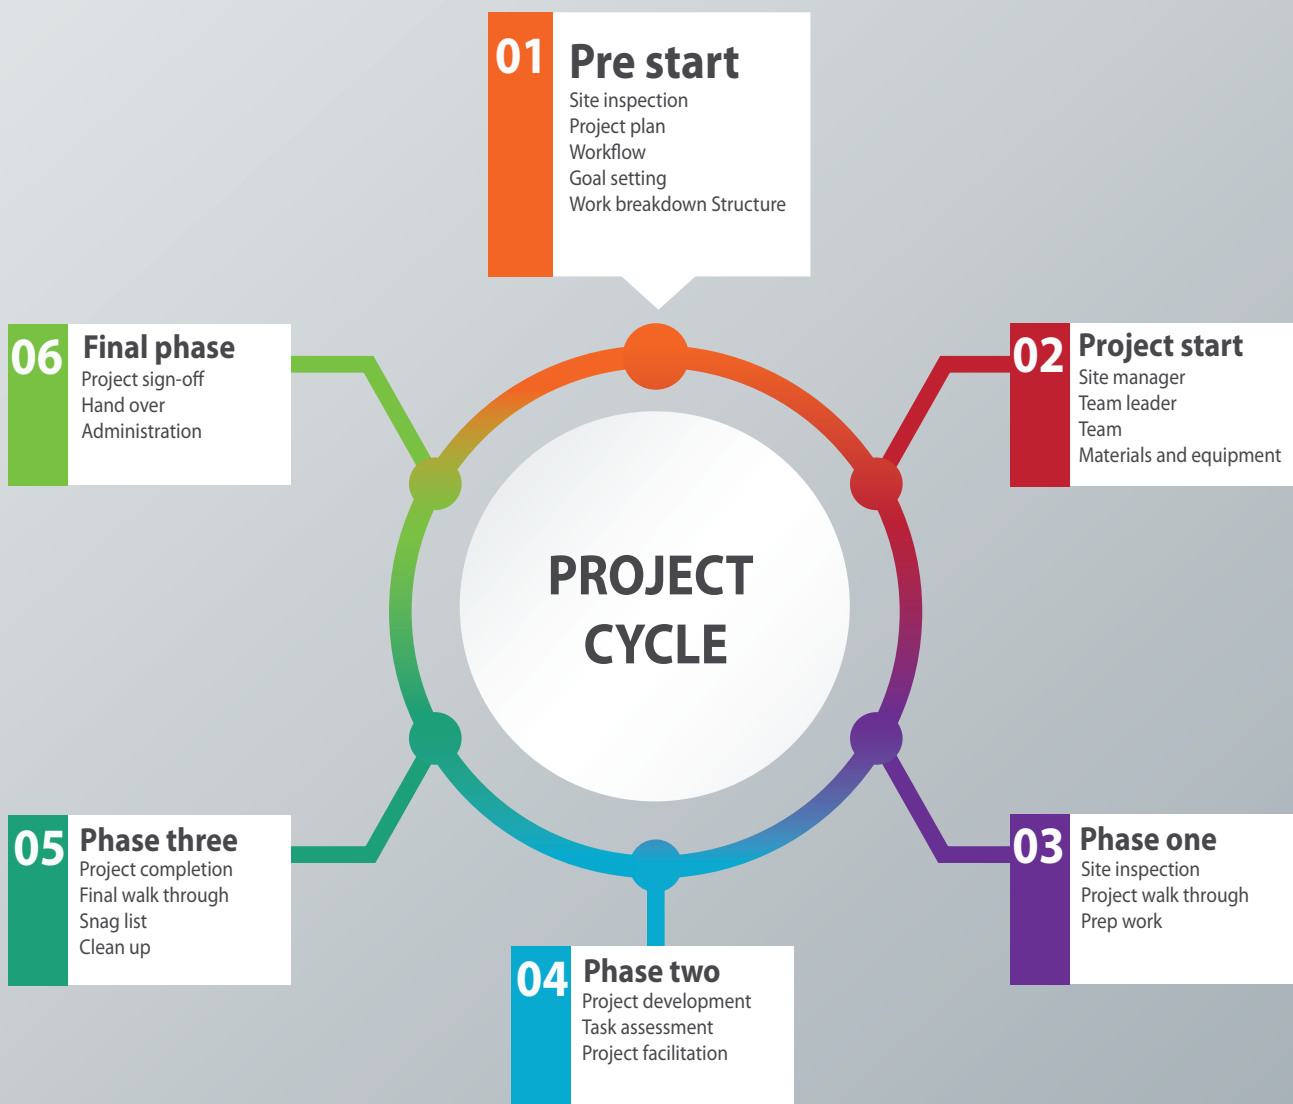 01
Pre start
Site inspection
Project plan
Workflow
Goal setting
Work breakdown Structure
02
Project start
Site manager
Team leader
Team
Materials and equipment
03
Phase one
Site inspection
Project walk through
Prep work
04
Phase two
Project development
Task assessment
Project facilitation
05
Phase three
Project completion
Final walk through
Snag list
Clean up
06
Final phase
Project sign-off
Hand over
Administration
PROJECT
CYCLE